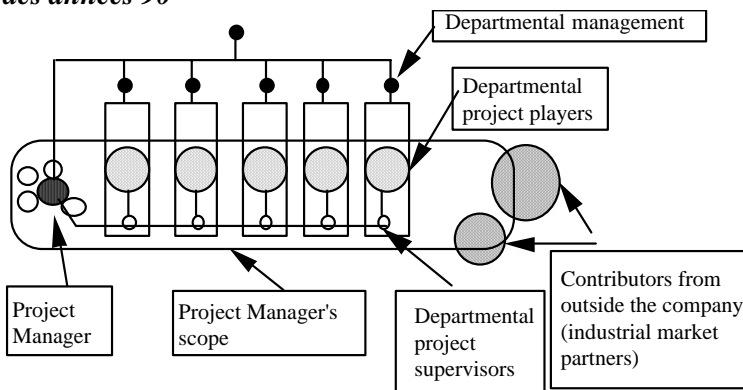 des années 90
Departmental management
Departmental
project players
Project
Manager
Project Manager's
scope
Departmental
project
supervisors
Contributors from
outside the company
(industrial market
partners)